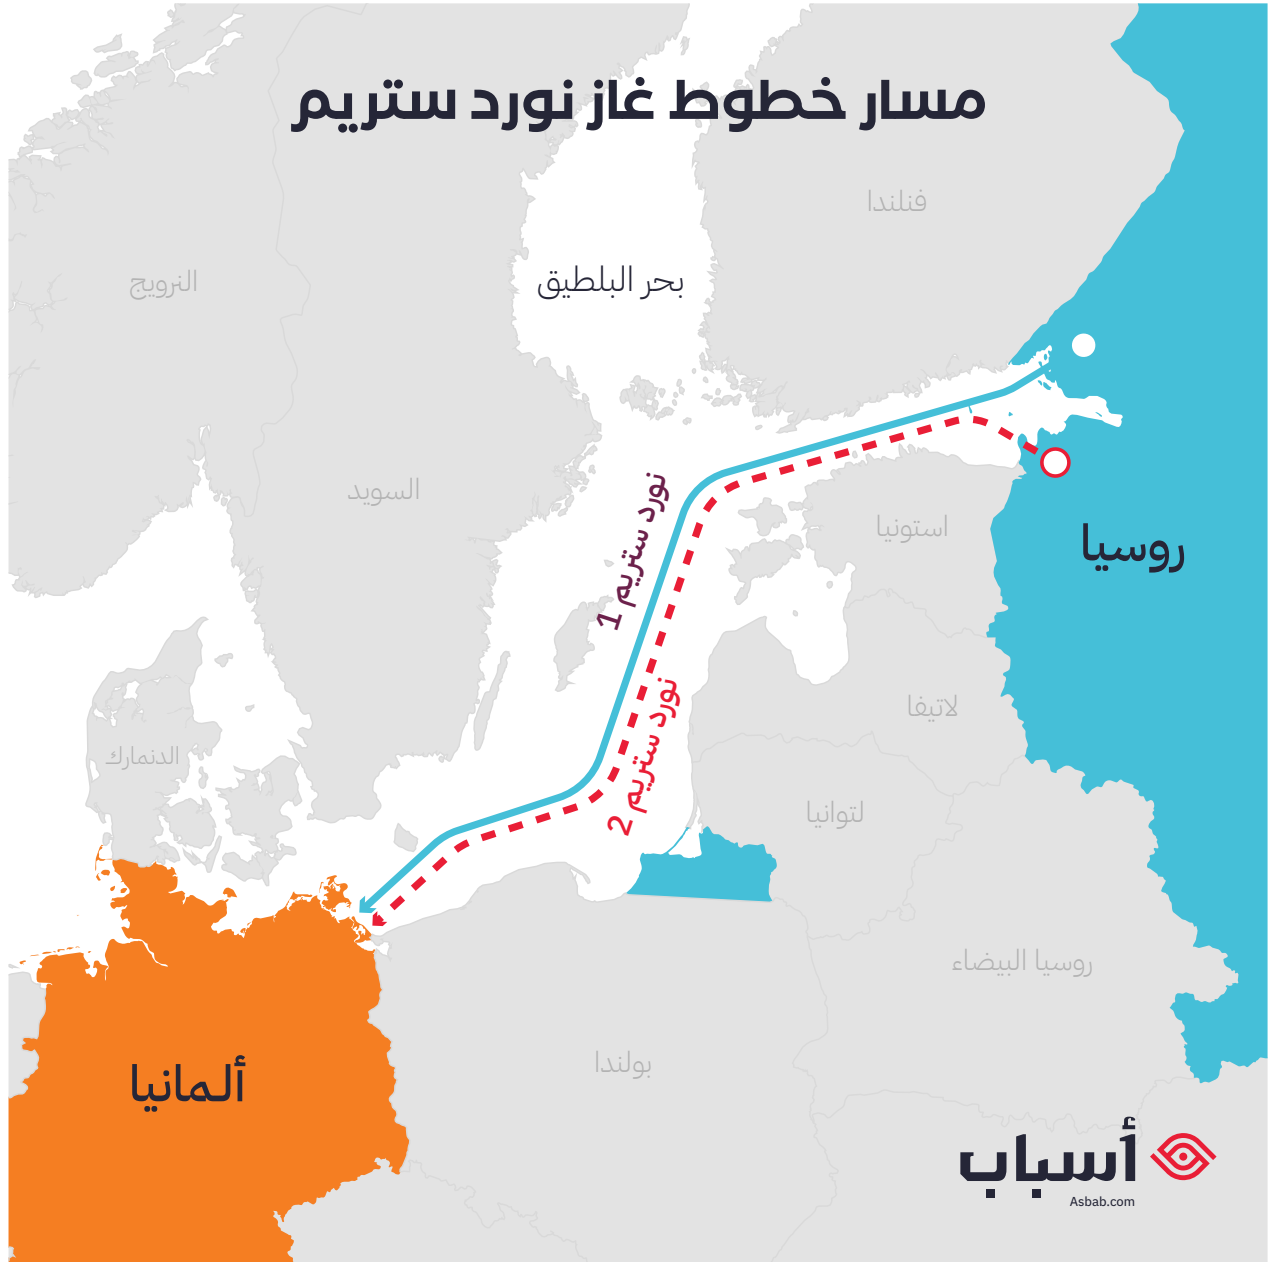 مسار خطوط غاز نورد ستريم
فنلندا
بحر البلطيق
النرويج
السويد
استونيا
روسيا
نورد ستريم 1
لاتيفا
نورد ستريم 2
الدنمارك
لتوانيا
روسيا البيضاء
بولندا
ألمانيا
أسباب
Asbab.com